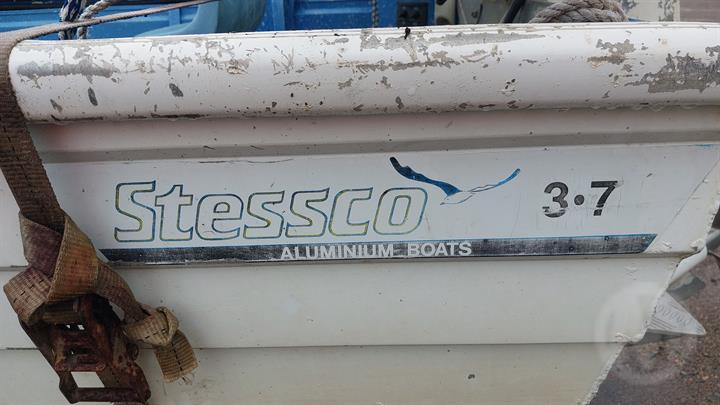 Stessco 3·7
ALUMINIUM BOATS